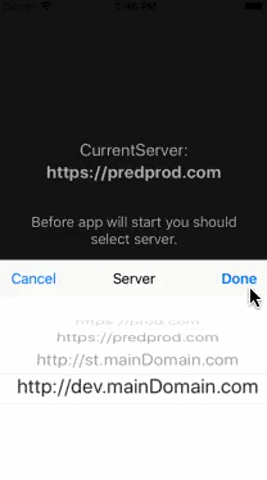 Carrier 2:46 PM
CurrentServer:
https://predprod.com
Before app will start you should
select server.
Cancel Server Done
https://prod.com
https://predprod.com
http://st.mainDomain.com
http://dev.mainDomain.com